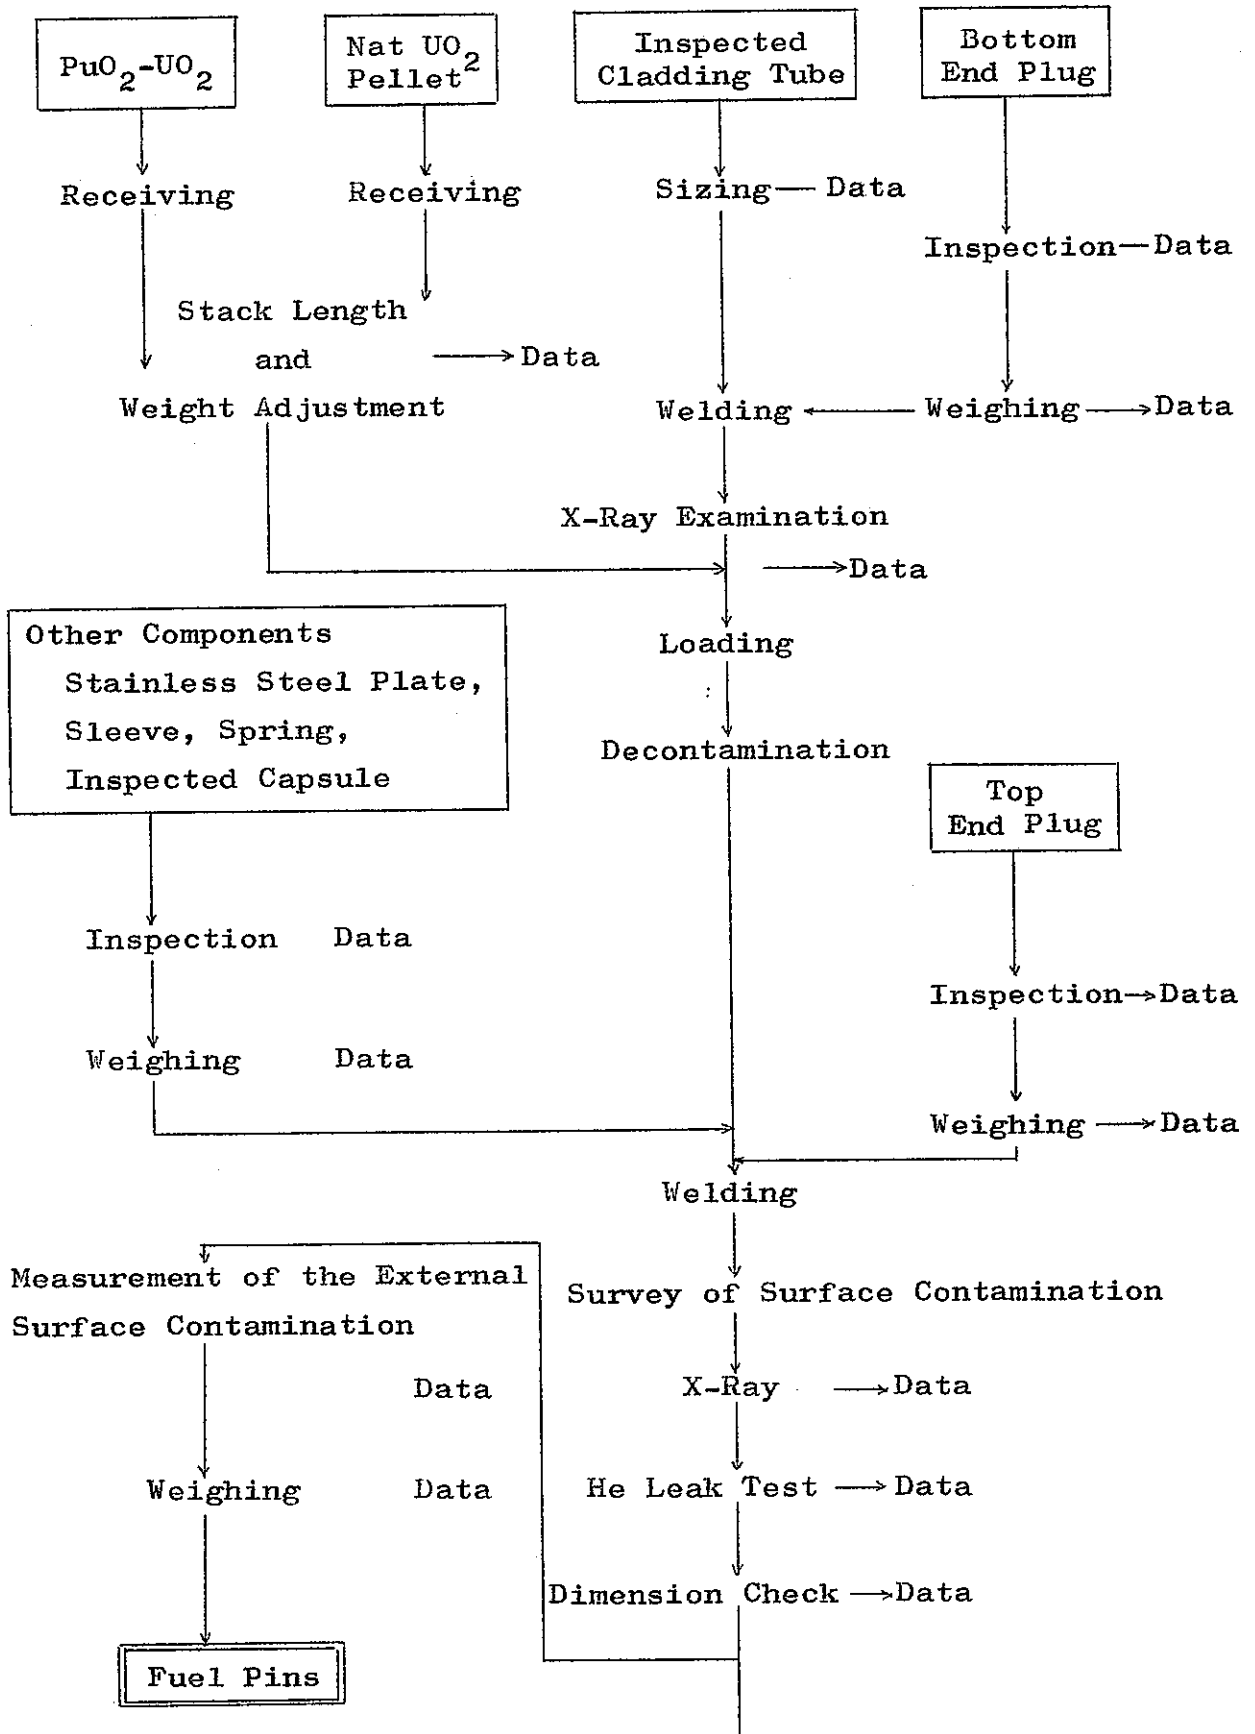 PuO2-UO2
Nat UO2
Pellet
Inspected
Cladding Tube
Bottom
End Plug
Receiving
Receiving
Sizing — Data
Inspection — Data
Stack Length
and → Data
Weight Adjustment
Welding ← Weighing → Data
X-Ray Examination
→ Data
Other Components
Stainless Steel Plate,
Sleeve, Spring,
Inspected Capsule
Loading
Decontamination
Top
End Plug
Inspection Data
Inspection → Data
Weighing Data
Weighing → Data
Welding
Measurement of the External
Surface Contamination
Survey of Surface Contamination
Data
X-Ray → Data
Weighing Data
He Leak Test → Data
Dimension Check → Data
Fuel Pins